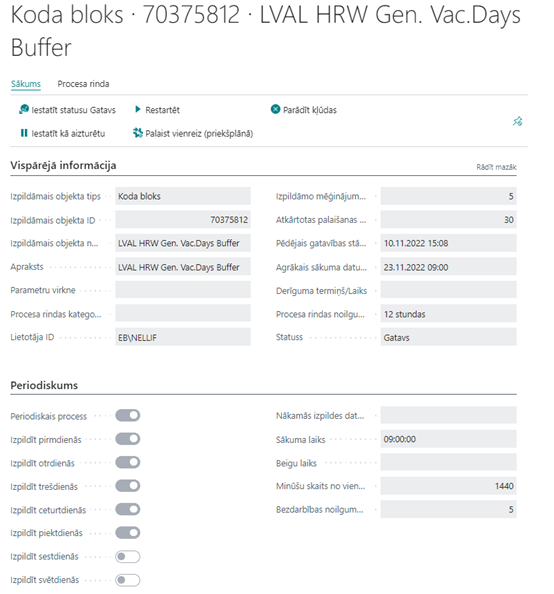 Koda bloks · 70375812 · LVAL HRW Gen. Vac.Days
Buffer
Sākums Procesa rinda
Iestatīt statusu Gatavs Restartēt Parādīt kļūdas
Iestatīt kā aizturētu Palaist vienreiz (priekšplānā)
Vispārējā informācija Rādīt mazāk
Izpildāmais objekta tips Koda bloks
Izpildāmais objekta ID 70375812
Izpildāmais objekta n... LVAL HRW Gen. Vac.Days Buffer
Apraksts LVAL HRW Gen. Vac.Days Buffer
Parametru virkne
Procesa rindas katego...
Lietotāja ID EB\NELLIF
Izpildāmo mēģinājum... 5
Atkārtotas palaišanas ... 30
Pēdējais gatavības stā... 10.11.2022 15:08
Agrākais sākuma datu... 23.11.2022 09:00
Derīguma termiņš/Laiks
Procesa rindas noilgu... 12 stundas
Statuss Gatavs
Periodiskums
Periodiskais process
Izpildīt pirmdienās
Izpildīt otrdienās
Izpildīt trešdienās
Izpildīt ceturtdienās
Izpildīt piektdienās
Izpildīt sestdienās
Izpildīt svētdienās
Nākamās izpildes dat...
Sākuma laiks 09:00:00
Beigu laiks
Minūšu skaits no vien... 1440
Bezdarbības noilgum... 5